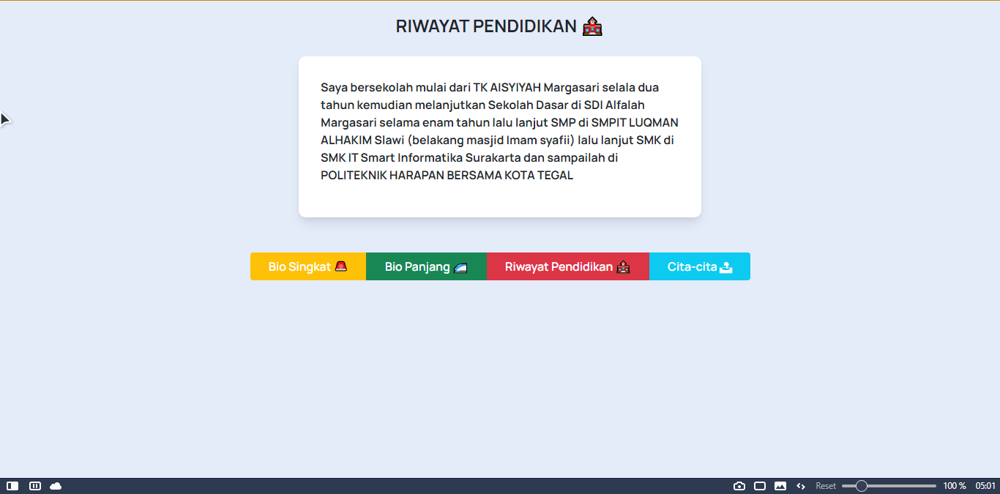 RIWAYAT PENDIDIKAN
Saya bersekolah mulai dari TK AISYIYAH Margasari selala dua
tahun kemudian melanjutkan Sekolah Dasar di SDI Alfalah
Margasari selama enam tahun lalu lanjut SMP di SMPIT LUQMAN
ALHAKIM Slawi (belakang masjid Imam syafii) lalu lanjut SMK di
SMK IT Smart Informatika Surakarta dan sampailah di
POLITEKNIK HARAPAN BERSAMA KOTA TEGAL
Bio Singkat Bio Panjang Riwayat Pendidikan Cita-cita
Reset 100 % 05:01